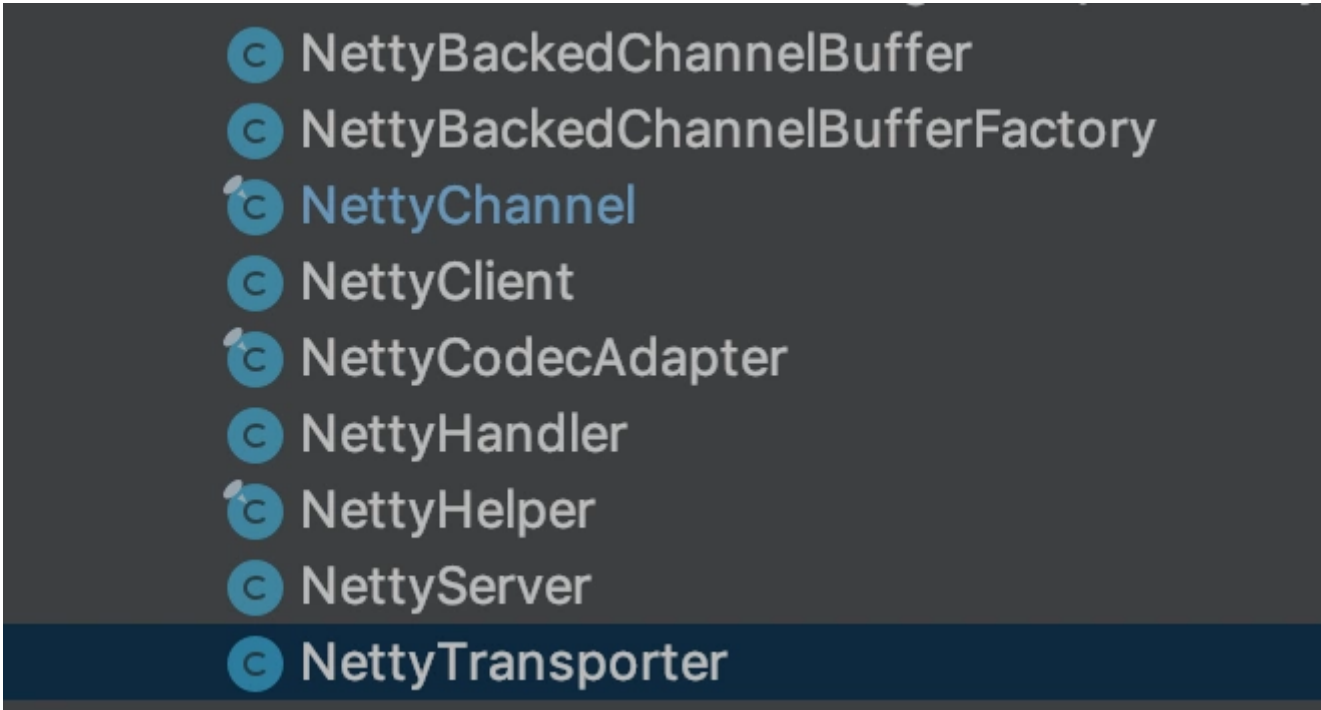 NettyBackedChannelBuffer
NettyBackedChannelBufferFactory
NettyChannel
NettyClient
NettyCodecAdapter
NettyHandler
NettyHelper
NettyServer
NettyTransporter